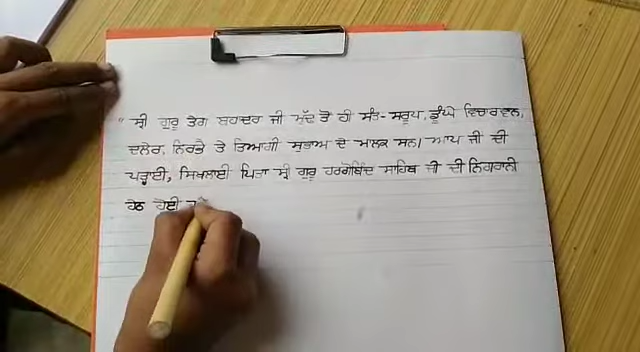 " ਸ੍ਰੀ ਗੁਰੂ ਤੇਗ ਬਹਾਦਰ ਜੀ ਮੁੱਢ ਤੋਂ ਹੀ ਸੰਤ-ਸਰੂਪ, ਡੂੰਘੇ ਵਿਚਾਰਵਾਨ,
ਦਲੇਰ, ਨਿਰਭੈ ਤੇ ਤਿਆਗੀ ਸੁਭਾਅ ਦੇ ਮਾਲਕ ਸਨ। ਆਪ ਜੀ ਦੀ
ਪੜ੍ਹਾਈ, ਸਿਖਲਾਈ ਪਿਤਾ ਸ੍ਰੀ ਗੁਰੂ ਹਰਗੋਬਿੰਦ ਸਾਹਿਬ ਜੀ ਦੀ ਨਿਗਰਾਨੀ
ਹੇਠ ਹੋਈ